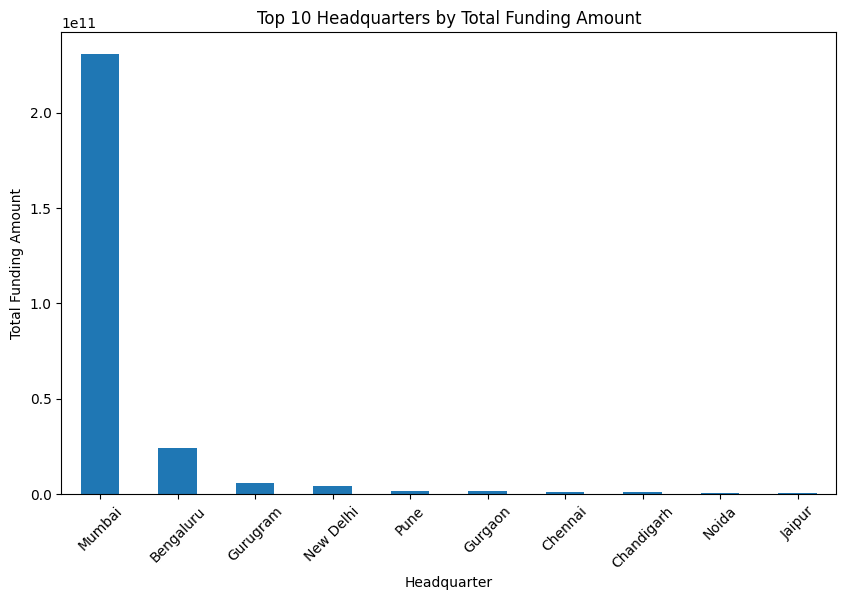 Top 10 Headquarters by Total Funding Amount
1e11
2.0
1.5
1.0
0.5
0.0
Total Funding Amount
Mumbai
Bengaluru
Gurugram
New Delhi
Pune
Gurgaon
Chennai
Chandigarh
Noida
Jaipur
Headquarter